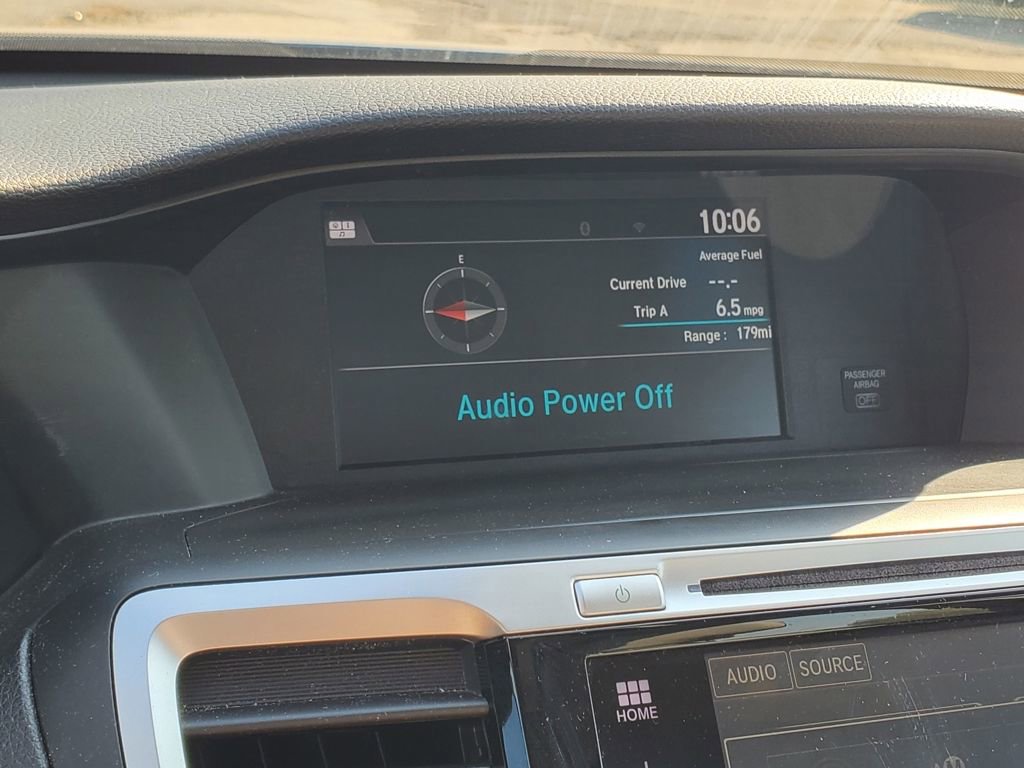 10:06
E
Average Fuel
Current Drive --.-
Trip A 6.5 mpg
Range: 179mi
Audio Power Off
PASSENGER
AIRBAG
OFF
AUDIO
SOURCE
HOME